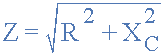 Z = √(R² + X_C²)